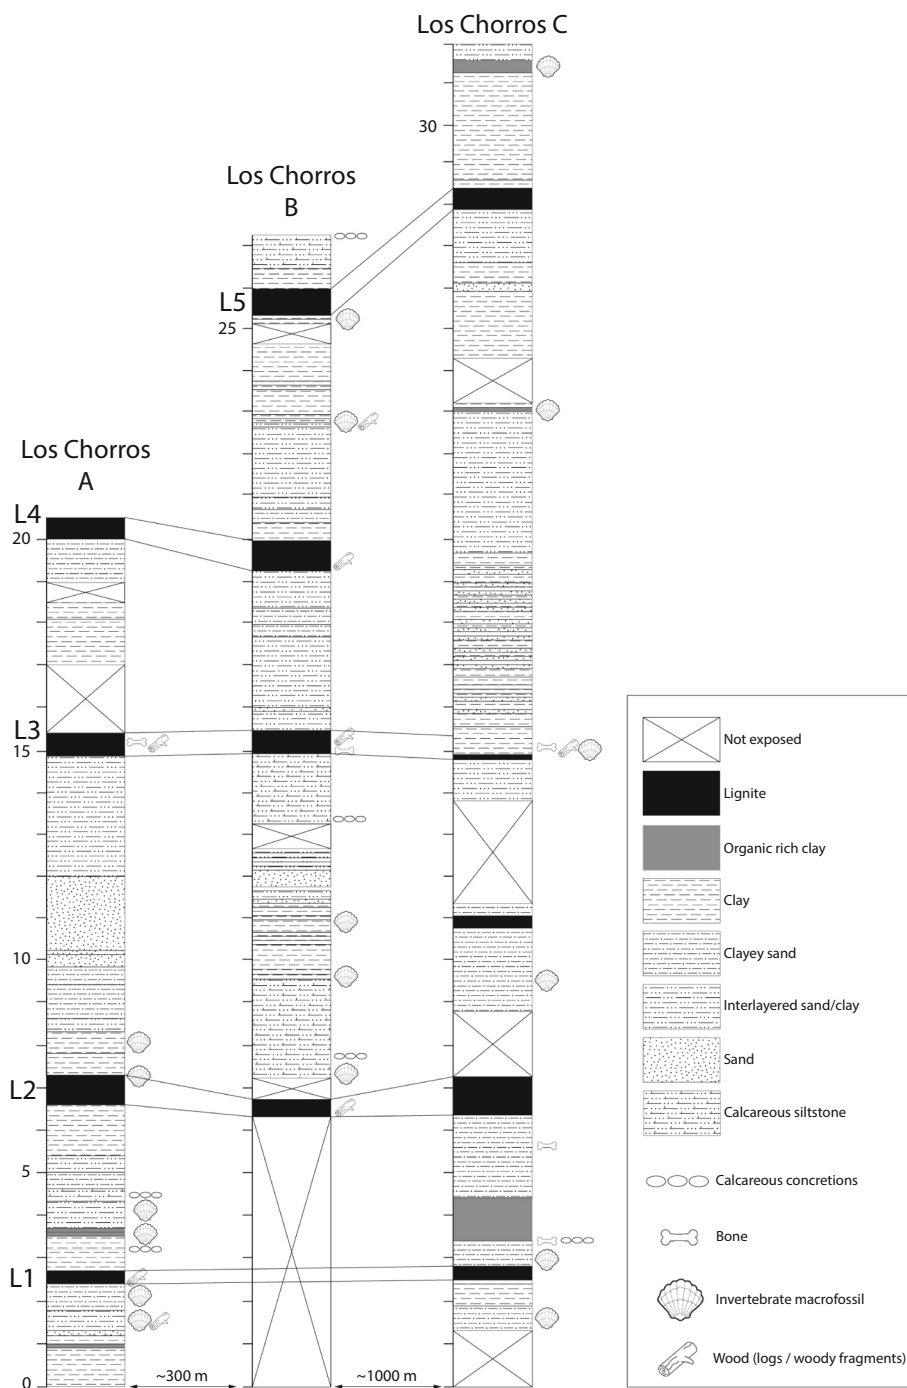 Los Chorros C
30
Los Chorros
B
L5
25
Los Chorros
A
L4
20
L3
15
10
L2
5
L1
0
~300 m
~1000 m
Not exposed
Lignite
Organic rich clay
Clay
Clayey sand
Interlayered sand/clay
Sand
Calcareous siltstone
Calcareous concretions
Bone
Invertebrate macrofossil
Wood (logs / woody fragments)